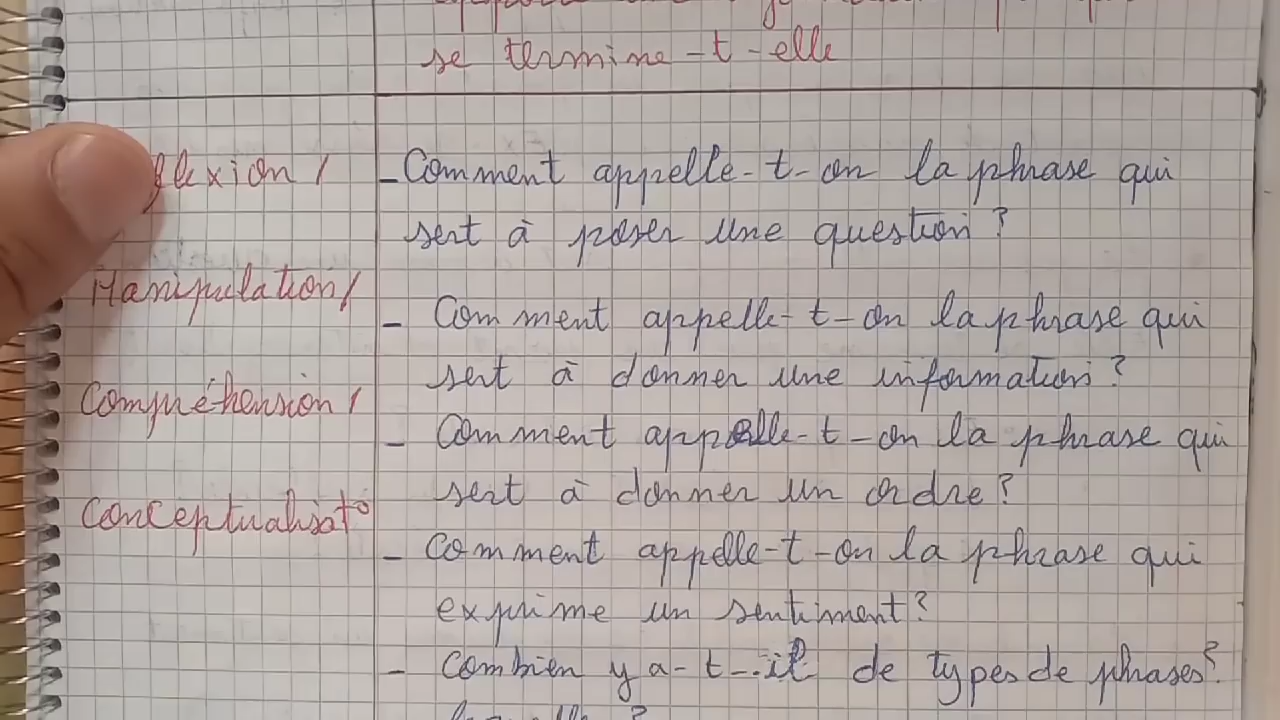 se termine-t-elle
flexion /
- Comment appelle-t-on la phrase qui
sert à poser une question ?
Manipulation /
- Comment appelle-t-on la phrase qui
sert à donner une information ?
Compréhension /
- Comment appelle-t-on la phrase qui
sert à donner un ordre ?
Conceptualisat°
- Comment appelle-t-on la phrase qui
exprime un sentiment ?
- Combien y a-t-il de types de phrases ?